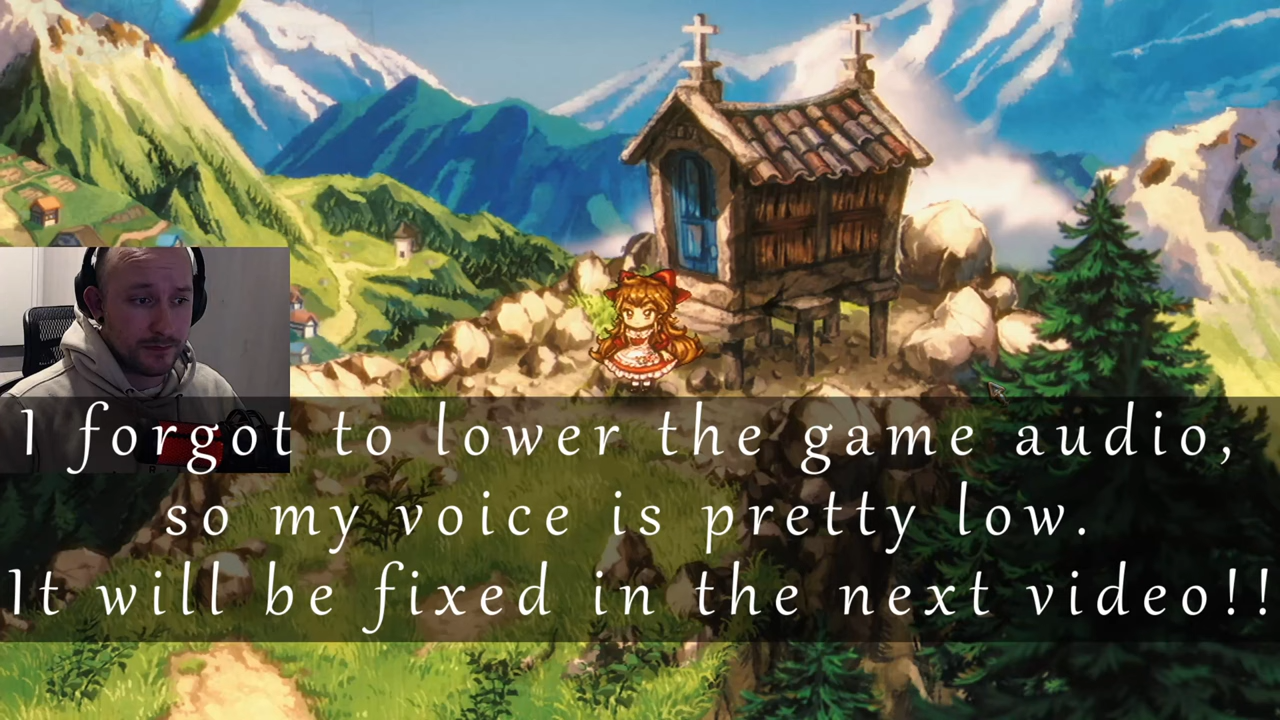 I forgot to lower the game audio,
so my voice is pretty low.
It will be fixed in the next video!!